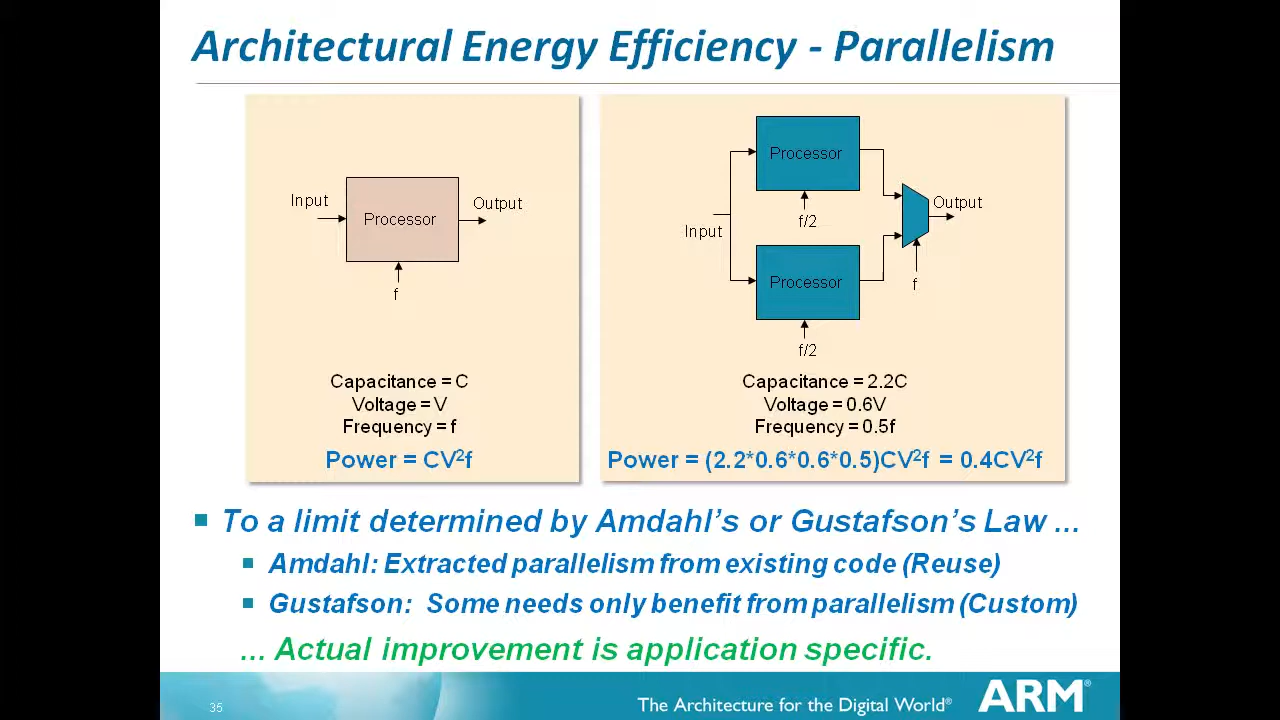 Architectural Energy Efficiency - Parallelism
Input
Processor
Output
f
Capacitance = C
Voltage = V
Frequency = f
Power = CV²f
Processor
f/2
Input
Output
Processor
f
f/2
Capacitance = 2.2C
Voltage = 0.6V
Frequency = 0.5f
Power = (2.2*0.6*0.6*0.5)CV²f = 0.4CV²f
To a limit determined by Amdahl's or Gustafson's Law ...
Amdahl: Extracted parallelism from existing code (Reuse)
Gustafson: Some needs only benefit from parallelism (Custom)
... Actual improvement is application specific.
35
The Architecture for the Digital World®
ARM®